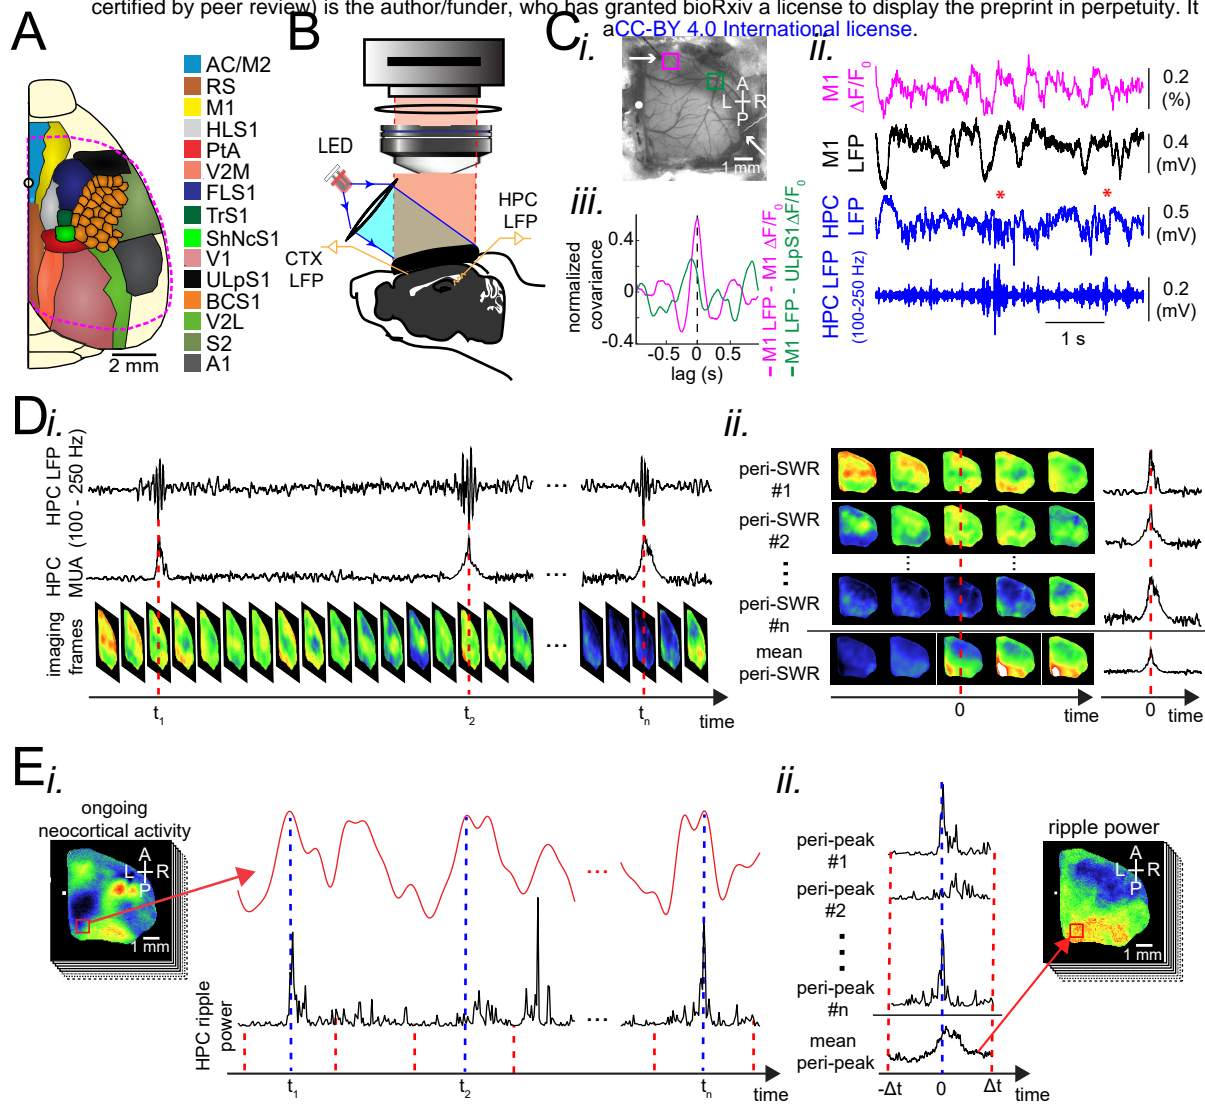 certified by peer review) is the author/funder, who has granted bioRxiv a license to display the preprint in perpetuity. It
aCC-BY 4.0 International license.
A
AC/M2
RS
M1
HLS1
PtA
V2M
FLS1
TrS1
ShNcS1
V1
ULpS1
BCS1
V2L
S2
A1
2 mm
B
LED
HPC
LFP
CTX
LFP
C
i.
A
L R
P
1 mm
ii.
M1
ΔF/F0
0.2
(%)
M1
LFP
0.4
(mV)
*
*
HPC
LFP
0.5
(mV)
HPC LFP
(100-250 Hz)
0.2
(mV)
1 s
iii.
normalized
covariance
0.4
0
-0.4
-0.5
0
0.5
lag (s)
M1 LFP - M1 ΔF/F0
M1 LFP - ULpS1ΔF/F0
D
i.
HPC LFP
(100 - 250 Hz)
...
HPC
MUA
...
imaging
frames
...
t1
t2
tn
time
ii.
peri-SWR
#1
peri-SWR
#2
peri-SWR
#n
mean
peri-SWR
0
time
0
time
E
i.
ongoing
neocortical activity
A
L R
P
1 mm
...
HPC ripple
power
...
t1
t2
tn
time
ii.
peri-peak
#1
peri-peak
#2
peri-peak
#n
mean
peri-peak
-Δt
0
Δt
time
ripple power
A
L R
P
1 mm